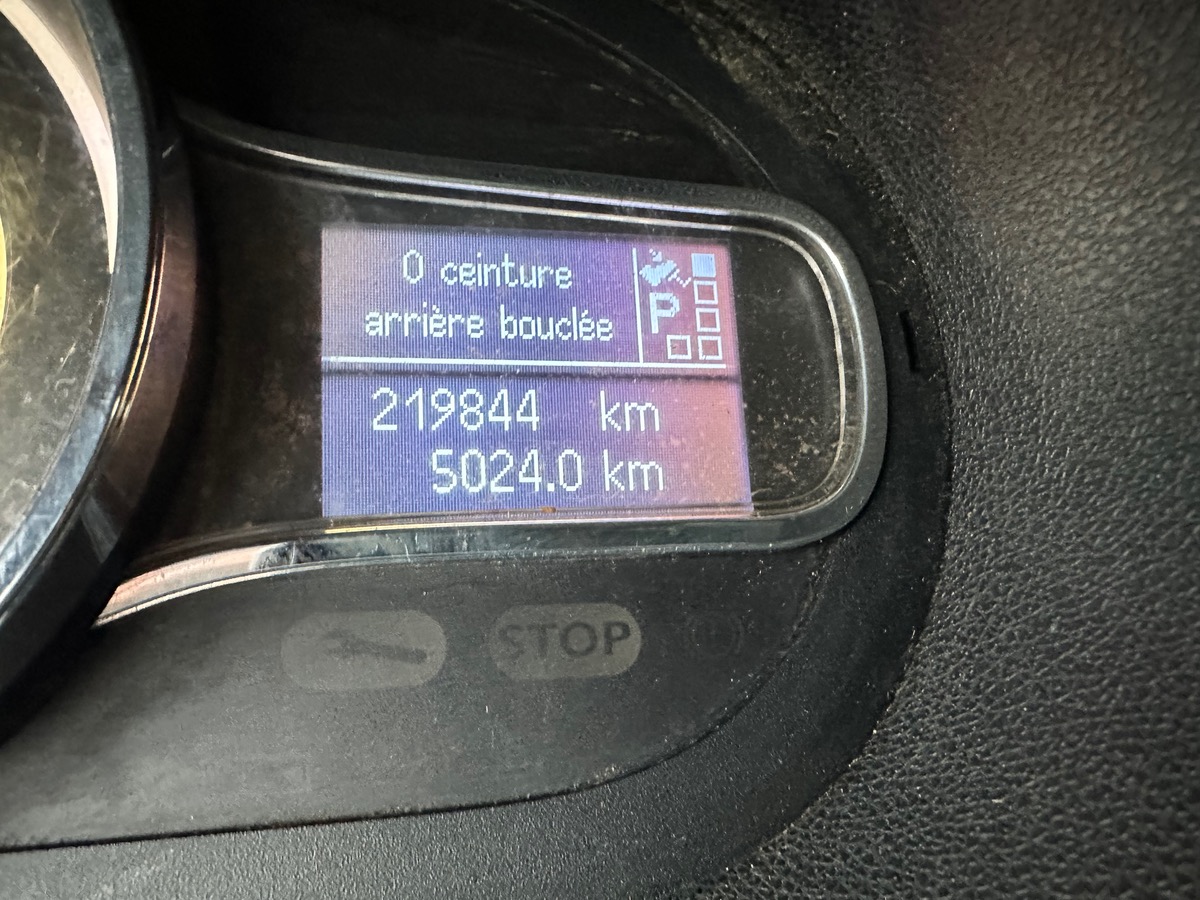 0 ceinture
arrière bouclée
P
219844 km
5024.0 km
STOP